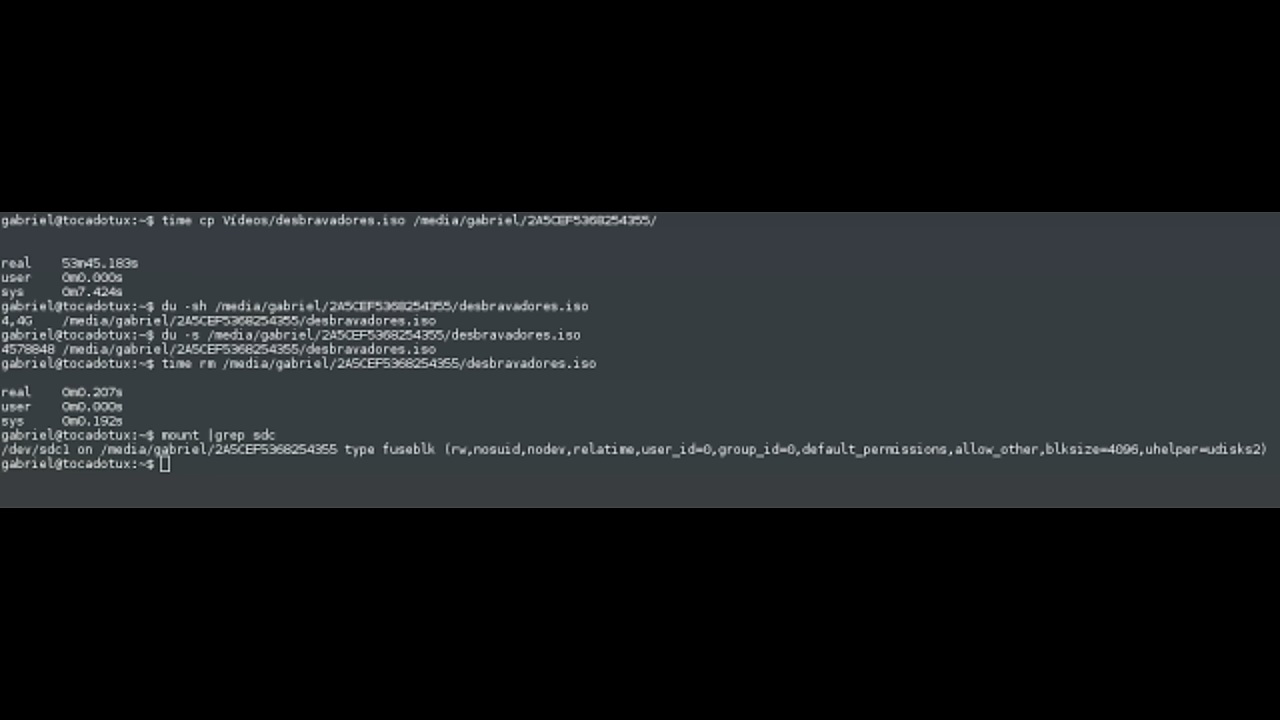 gabriel@tocadotux:~$ time cp Vídeos/desbravadores.iso /media/gabriel/2A5CEF5368254355/
real 53m45.183s
user 0m0.000s
sys 0m7.424s
gabriel@tocadotux:~$ du -sh /media/gabriel/2A5CEF5368254355/desbravadores.iso
4,4G /media/gabriel/2A5CEF5368254355/desbravadores.iso
gabriel@tocadotux:~$ du -s /media/gabriel/2A5CEF5368254355/desbravadores.iso
4578848 /media/gabriel/2A5CEF5368254355/desbravadores.iso
gabriel@tocadotux:~$ time rm /media/gabriel/2A5CEF5368254355/desbravadores.iso
real 0m0.207s
user 0m0.000s
sys 0m0.192s
gabriel@tocadotux:~$ mount |grep sdc
/dev/sdc1 on /media/gabriel/2A5CEF5368254355 type fuseblk (rw,nosuid,nodev,relatime,user_id=0,group_id=0,default_permissions,allow_other,blksize=4096,uhelper=udisks2)
gabriel@tocadotux:~$